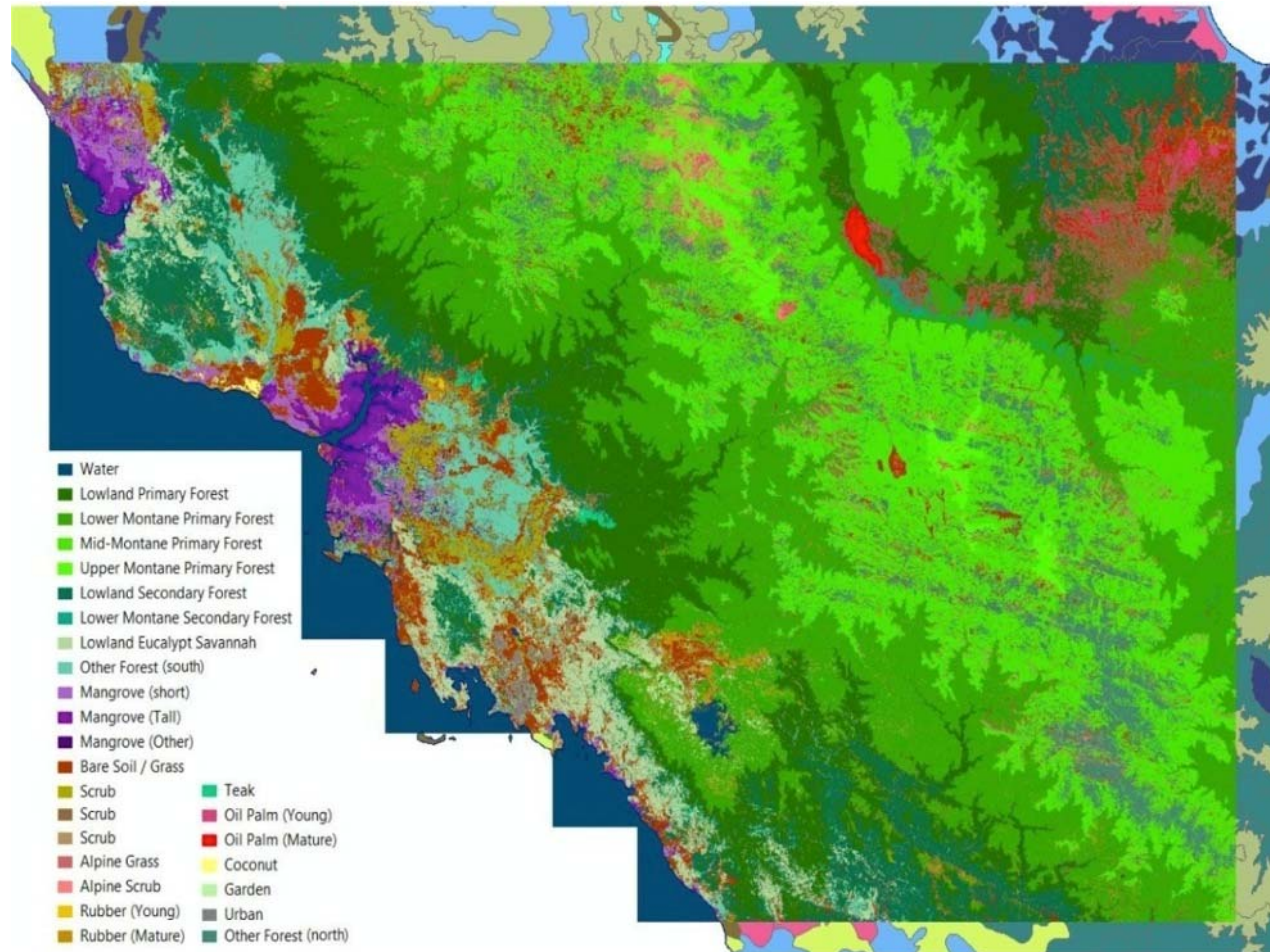 Water
Lowland Primary Forest
Lower Montane Primary Forest
Mid-Montane Primary Forest
Upper Montane Primary Forest
Lowland Secondary Forest
Lower Montane Secondary Forest
Lowland Eucalypt Savannah
Other Forest (south)
Mangrove (short)
Mangrove (Tall)
Mangrove (Other)
Bare Soil / Grass
Scrub
Scrub
Scrub
Alpine Grass
Alpine Scrub
Rubber (Young)
Rubber (Mature)
Teak
Oil Palm (Young)
Oil Palm (Mature)
Coconut
Garden
Urban
Other Forest (north)